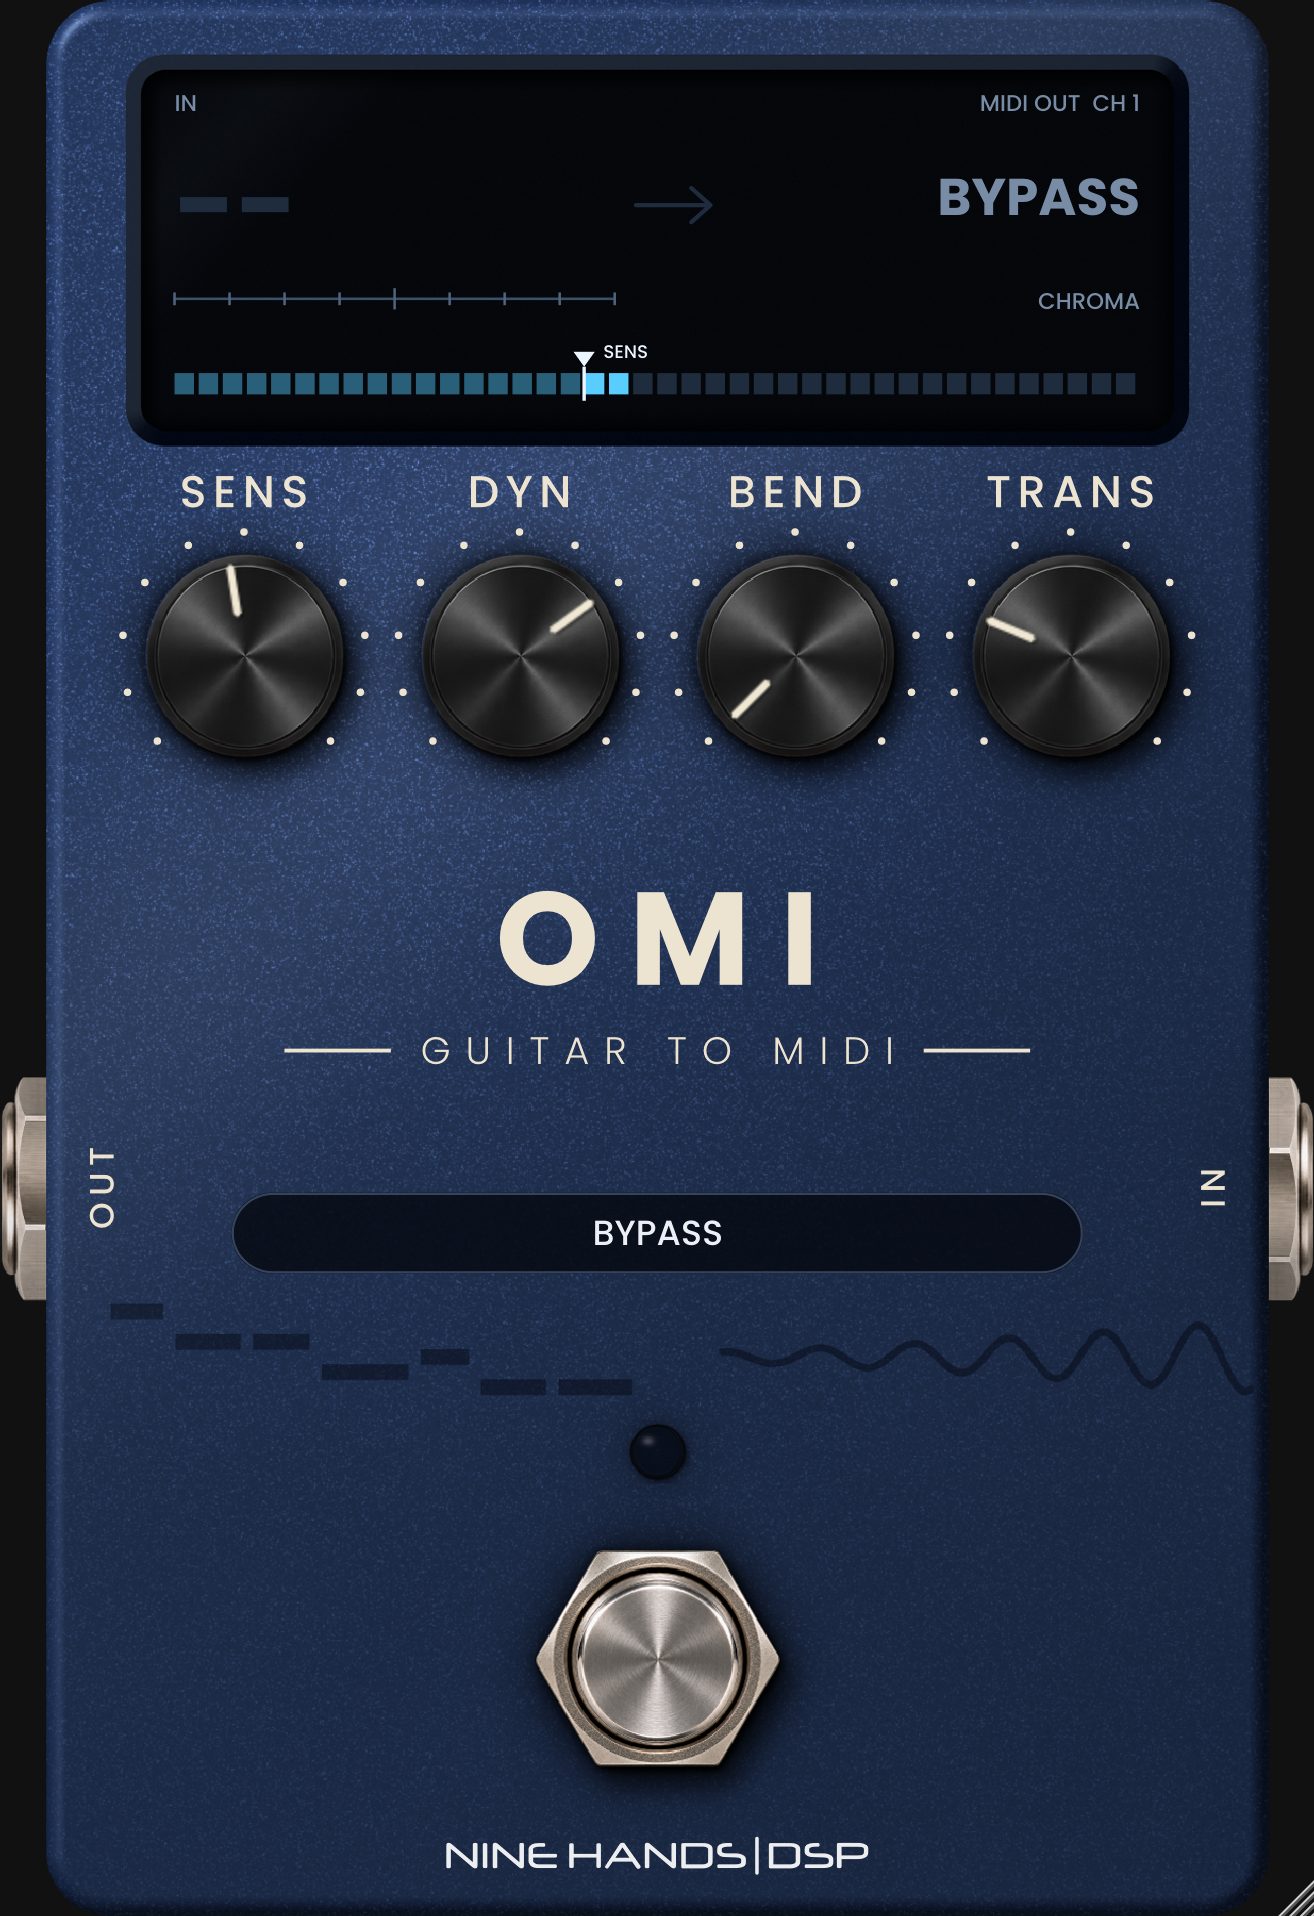 IN
MIDI OUT CH 1
BYPASS
CHROMA
SENS
SENS DYN BEND TRANS
OMI
GUITAR TO MIDI
OUT
IN
BYPASS
NINE HANDS|DSP